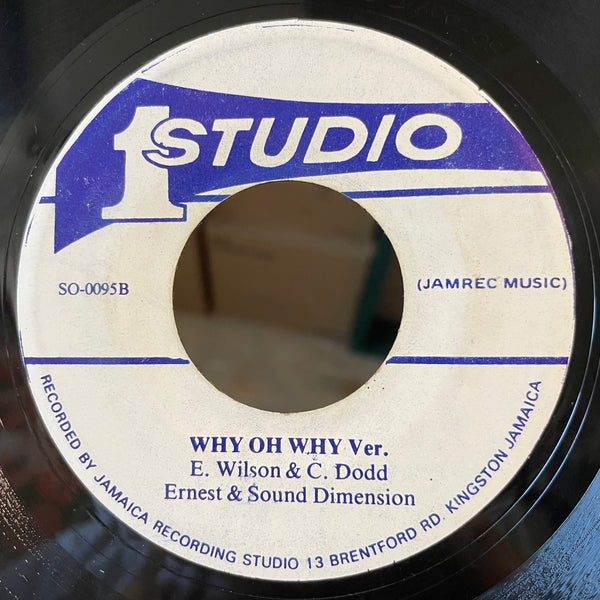 1 STUDIO
SO-0095B
(JAMREC MUSIC)
WHY OH WHY Ver.
E. Wilson & C. Dodd
Ernest & Sound Dimension
RECORDED BY JAMAICA RECORDING STUDIO 13 BRENTFORD RD. KINGSTON JAMAICA